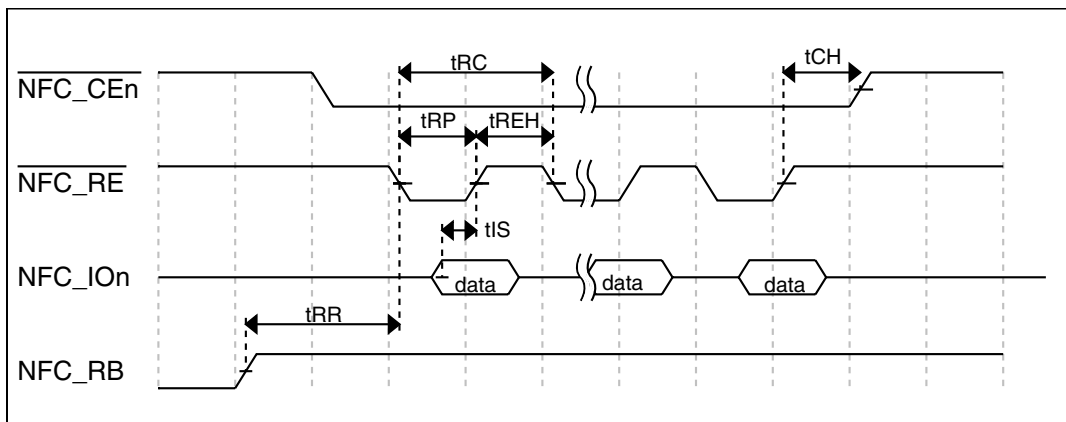 tRC
tCH
NFC_CEn
tRP
tREH
NFC_RE
tIS
NFC_IOn
data
data
data
tRR
NFC_RB